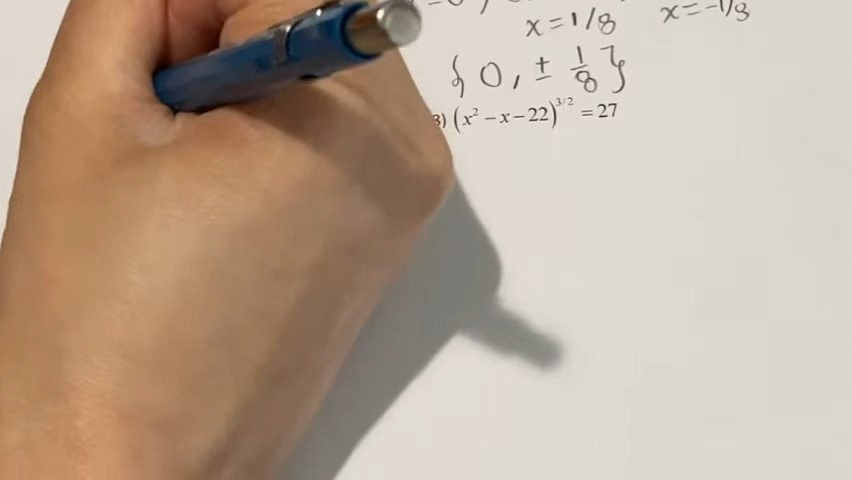 x = 1/8 x = -1/8
{ 0 , ± 1/8 }
3) (x² − x − 22)^3/2 = 27